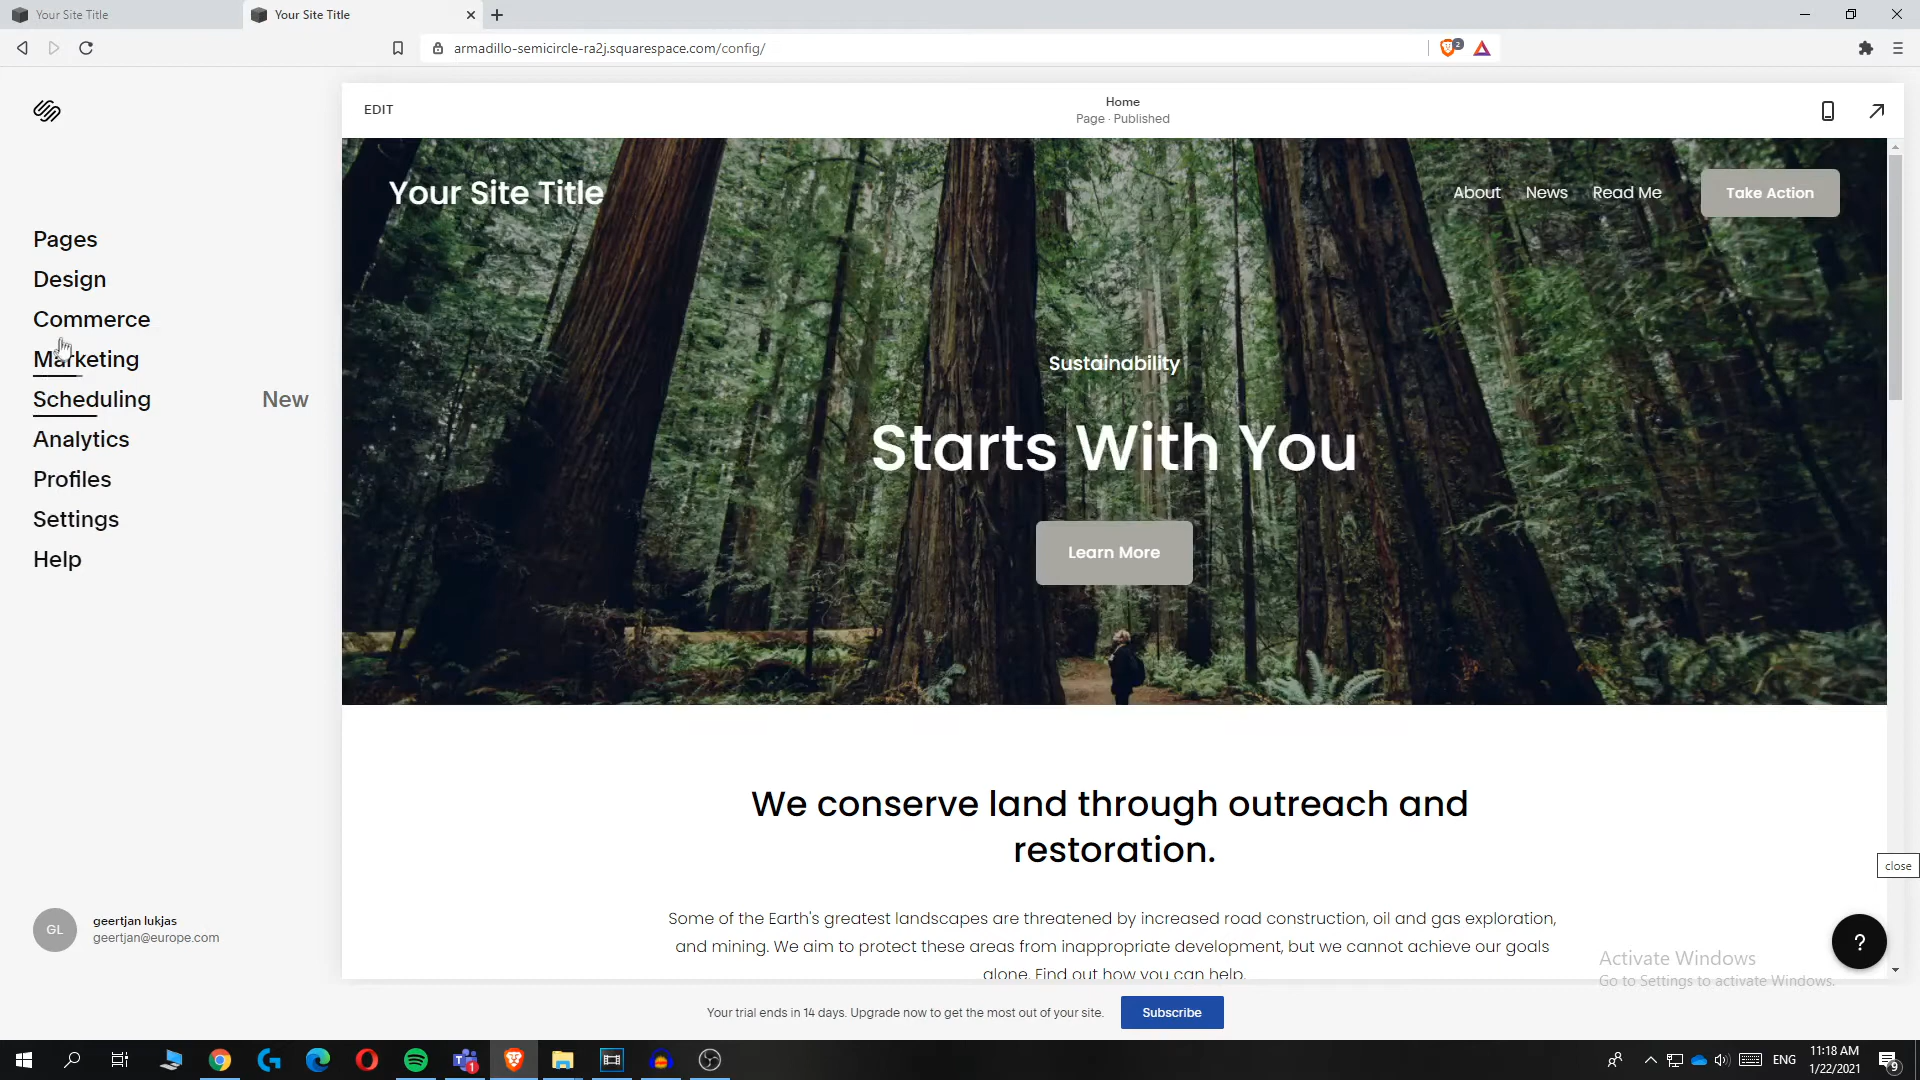 Your Site Title
Your Site Title
armadillo-semicircle-ra2j.squarespace.com/config/
2
EDIT
Home
Page · Published
Your Site Title
About
News
Read Me
Take Action
Pages
Design
Commerce
Marketing
Scheduling
New
Analytics
Profiles
Settings
Help
Sustainability
Starts With You
Learn More
We conserve land through outreach and
restoration.
Some of the Earth's greatest landscapes are threatened by increased road construction, oil and gas exploration,
and mining. We aim to protect these areas from inappropriate development, but we cannot achieve our goals
alone. Find out how you can help.
close
?
GL
geertjan lukjas
geertjan@europe.com
Activate Windows
Go to Settings to activate Windows.
Your trial ends in 14 days. Upgrade now to get the most out of your site.
Subscribe
1
ENG
11:18 AM
1/22/2021
9